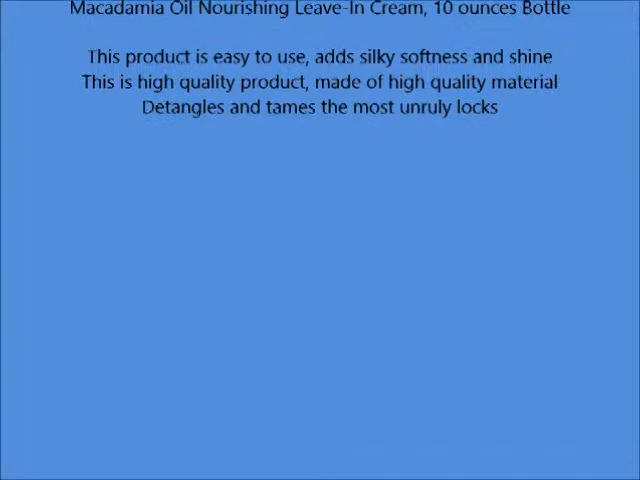 Macadamia Oil Nourishing Leave-In Cream, 10 ounces Bottle
This product is easy to use, adds silky softness and shine
This is high quality product, made of high quality material
Detangles and tames the most unruly locks